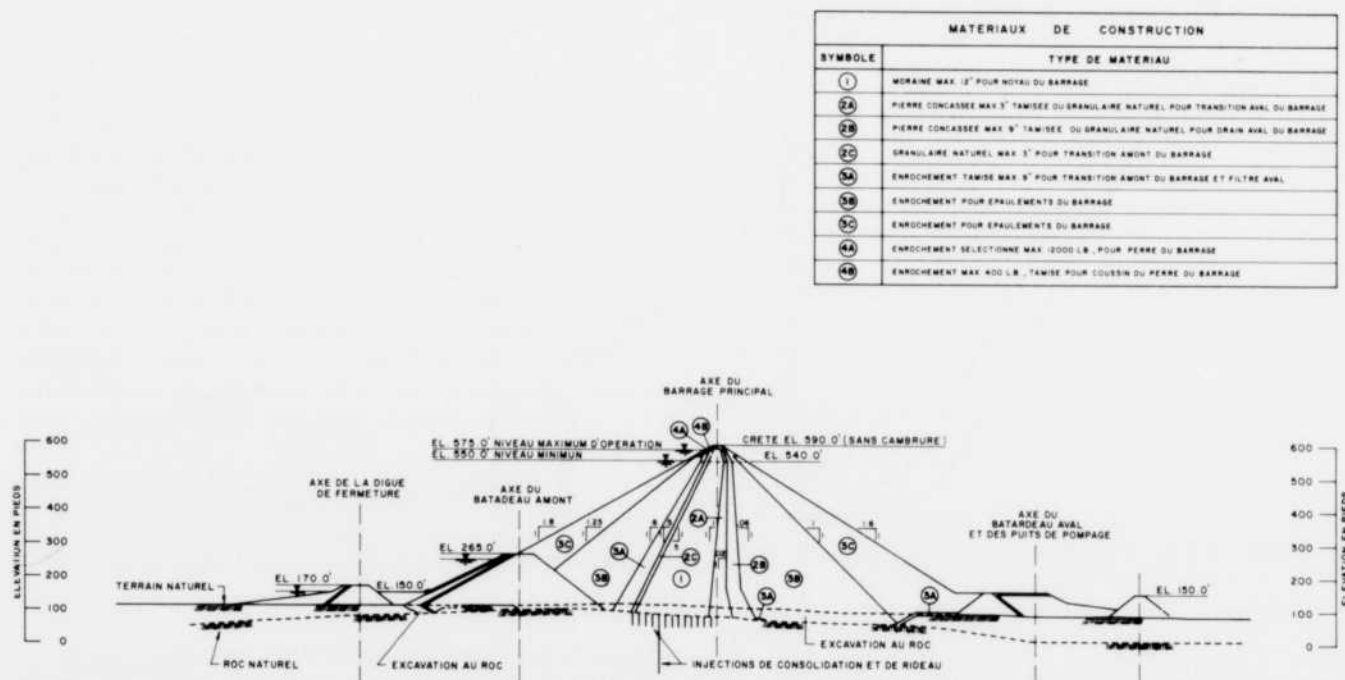 MATERIAUX DE CONSTRUCTION
SYMBOLE TYPE DE MATERIAU
1 MORAINE MAX. 12" POUR NOYAU DU BARRAGE
2A PIERRE CONCASSEE MAX 3" TAMISEE OU GRANULAIRE NATUREL POUR TRANSITION AVAL DU BARRAGE
2B PIERRE CONCASSEE MAX 9" TAMISEE OU GRANULAIRE NATUREL POUR DRAIN AVAL DU BARRAGE
2C GRANULAIRE NATUREL MAX 3" POUR TRANSITION AMONT DU BARRAGE
3A ENROCHEMENT TAMISE MAX 9" POUR TRANSITION AMONT DU BARRAGE ET FILTRE AVAL
3B ENROCHEMENT POUR EPAULEMENTS DU BARRAGE
3C ENROCHEMENT POUR EPAULEMENTS DU BARRAGE
4A ENROCHEMENT SELECTIONNE MAX 12000 LB., POUR PERRE DU BARRAGE
4B ENROCHEMENT MAX 400 LB., TAMISE POUR COUSSIN DU PERRE DU BARRAGE
AXE DU
BARRAGE PRINCIPAL
4A 4B
EL. 575.0' NIVEAU MAXIMUM D'OPERATION
CRETE EL. 590.0' (SANS CAMBRURE)
EL. 550.0' NIVEAU MINIMUN
EL. 540.0'
AXE DE LA DIGUE
DE FERMETURE
AXE DU
BATADEAU AMONT
AXE DU
BATARDEAU AVAL
ET DES PUITS DE POMPAGE
ELEVATION EN PIEDS
600
500
400
300
200
100
0
1.8 1.25
3C 3A 3B 2C 1 2A 2B 3B 3C
1 1.6
EL. 265.0'
EL. 170.0'
EL. 150.0'
TERRAIN NATUREL
3A
3A
EL. 150.0'
ROC NATUREL
EXCAVATION AU ROC
INJECTIONS DE CONSOLIDATION ET DE RIDEAU
EXCAVATION AU ROC
600
500
400
300
200
100
0
ELEVATION EN PIEDS